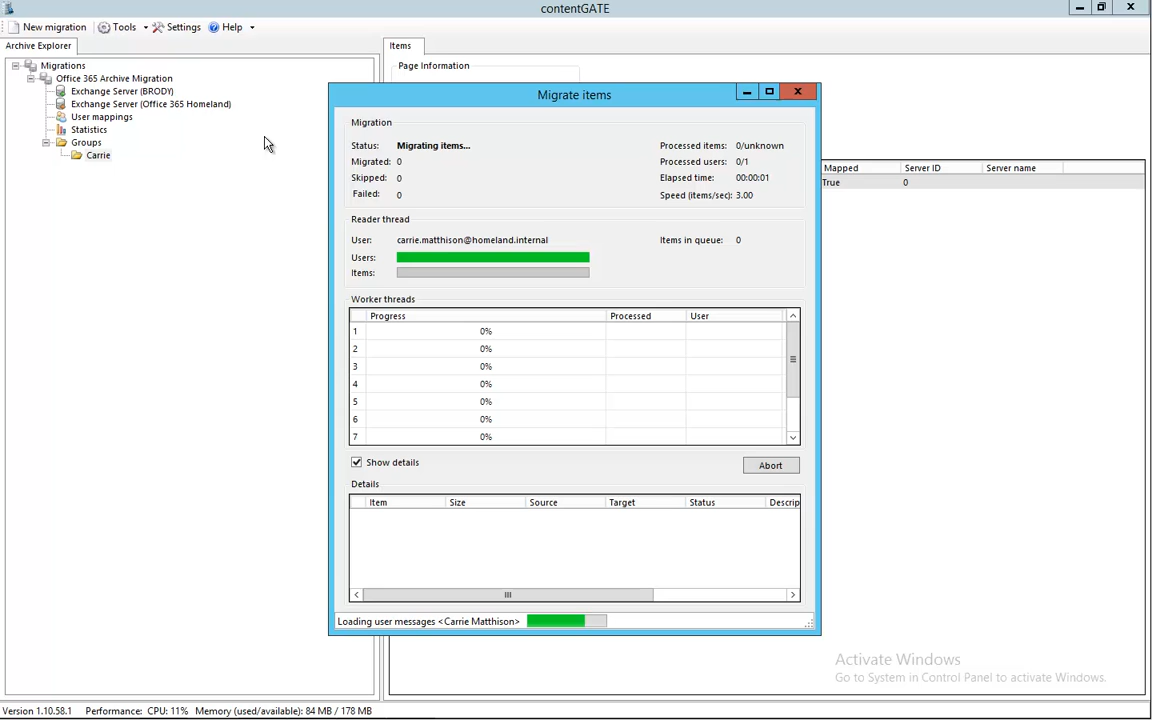 contentGATE
New migration Tools Settings Help
Archive Explorer
Migrations
Office 365 Archive Migration
Exchange Server (BRODY)
Exchange Server (Office 365 Homeland)
User mappings
Statistics
Groups
Carrie
Items
Page Information
Mapped Server ID Server name
True 0
Migrate items
Migration
Status: Migrating items... Processed items: 0/unknown
Migrated: 0 Processed users: 0/1
Skipped: 0 Elapsed time: 00:00:01
Failed: 0 Speed (items/sec): 3.00
Reader thread
User: carrie.matthison@homeland.internal Items in queue: 0
Users:
Items:
Worker threads
Progress Processed User
1 0%
2 0%
3 0%
4 0%
5 0%
6 0%
7 0%
Show details Abort
Details
Item Size Source Target Status Descrip
Loading user messages <Carrie Matthison>
Activate Windows
Go to System in Control Panel to activate Windows.
Version 1.10.58.1 Performance: CPU: 11% Memory (used/available): 84 MB / 178 MB